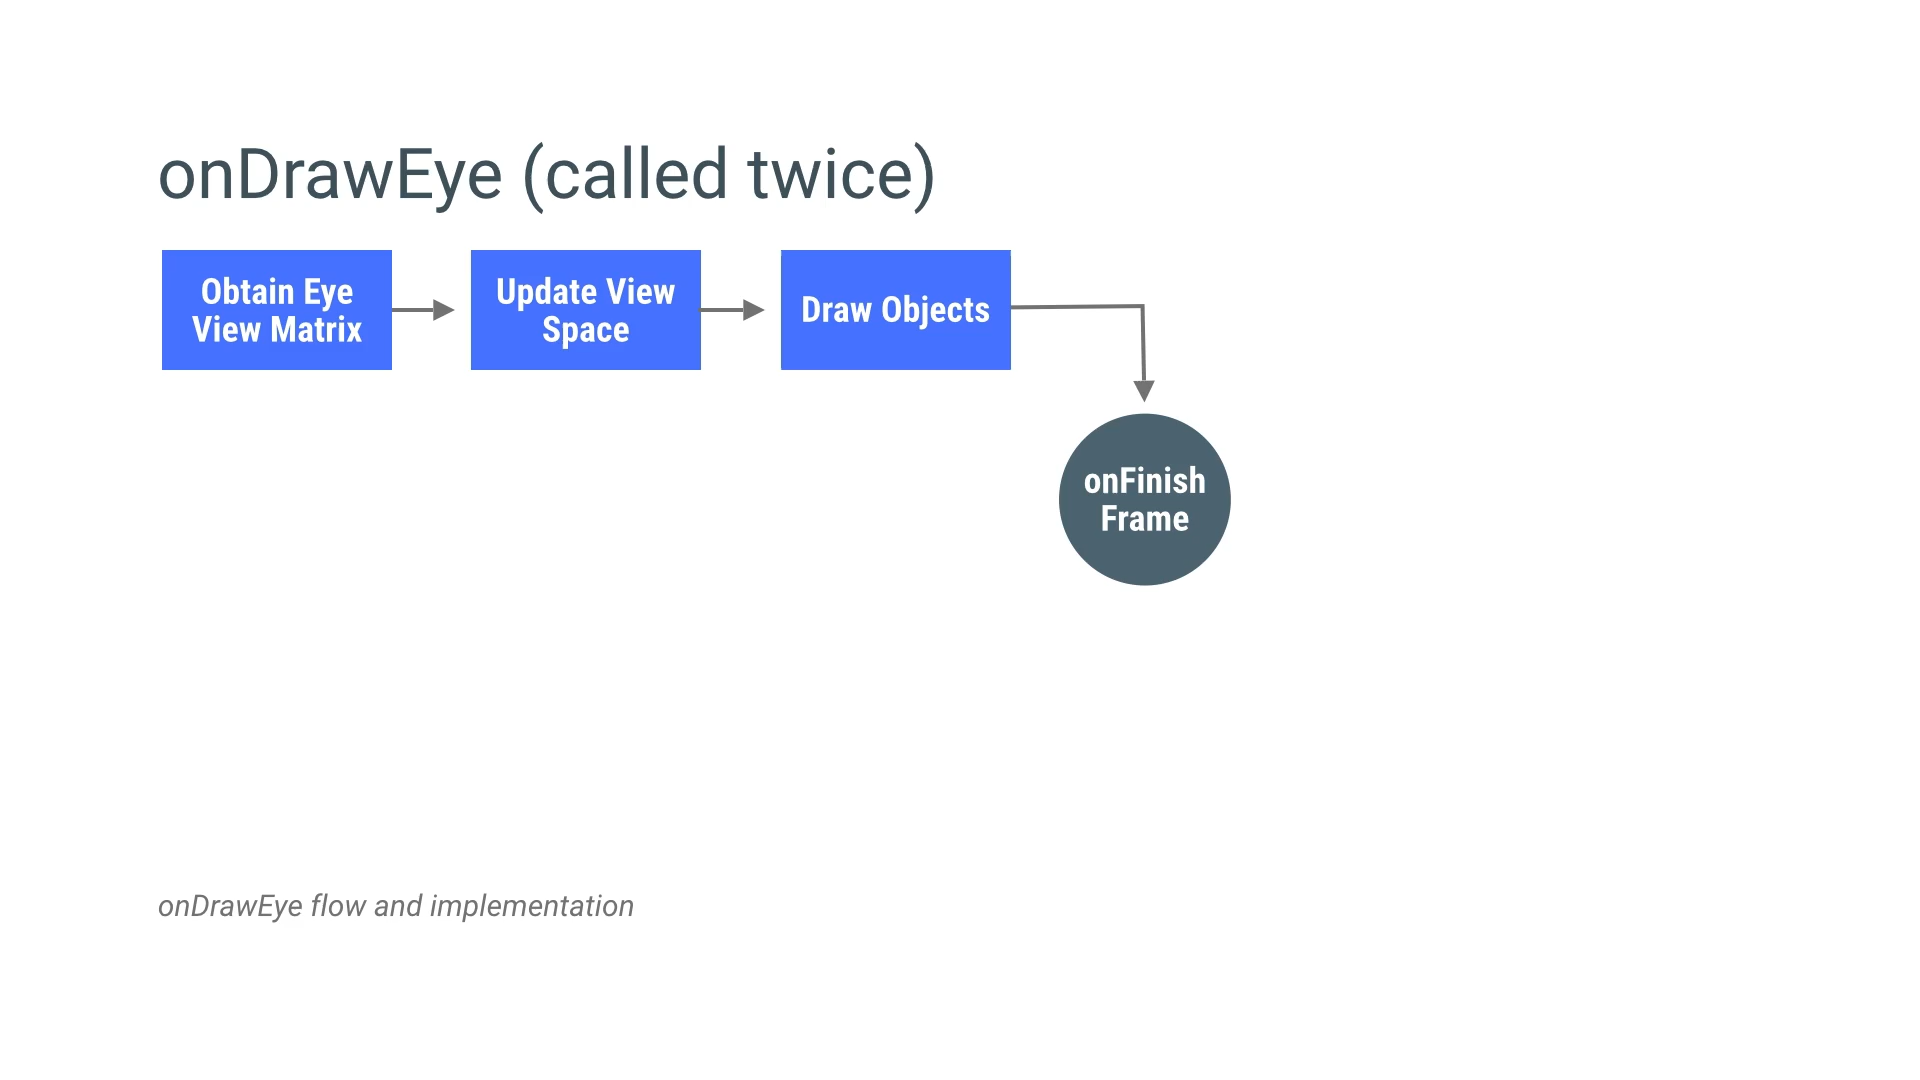 onDrawEye (called twice)
Obtain Eye
View Matrix
Update View
Space
Draw Objects
onFinish
Frame
onDrawEye flow and implementation